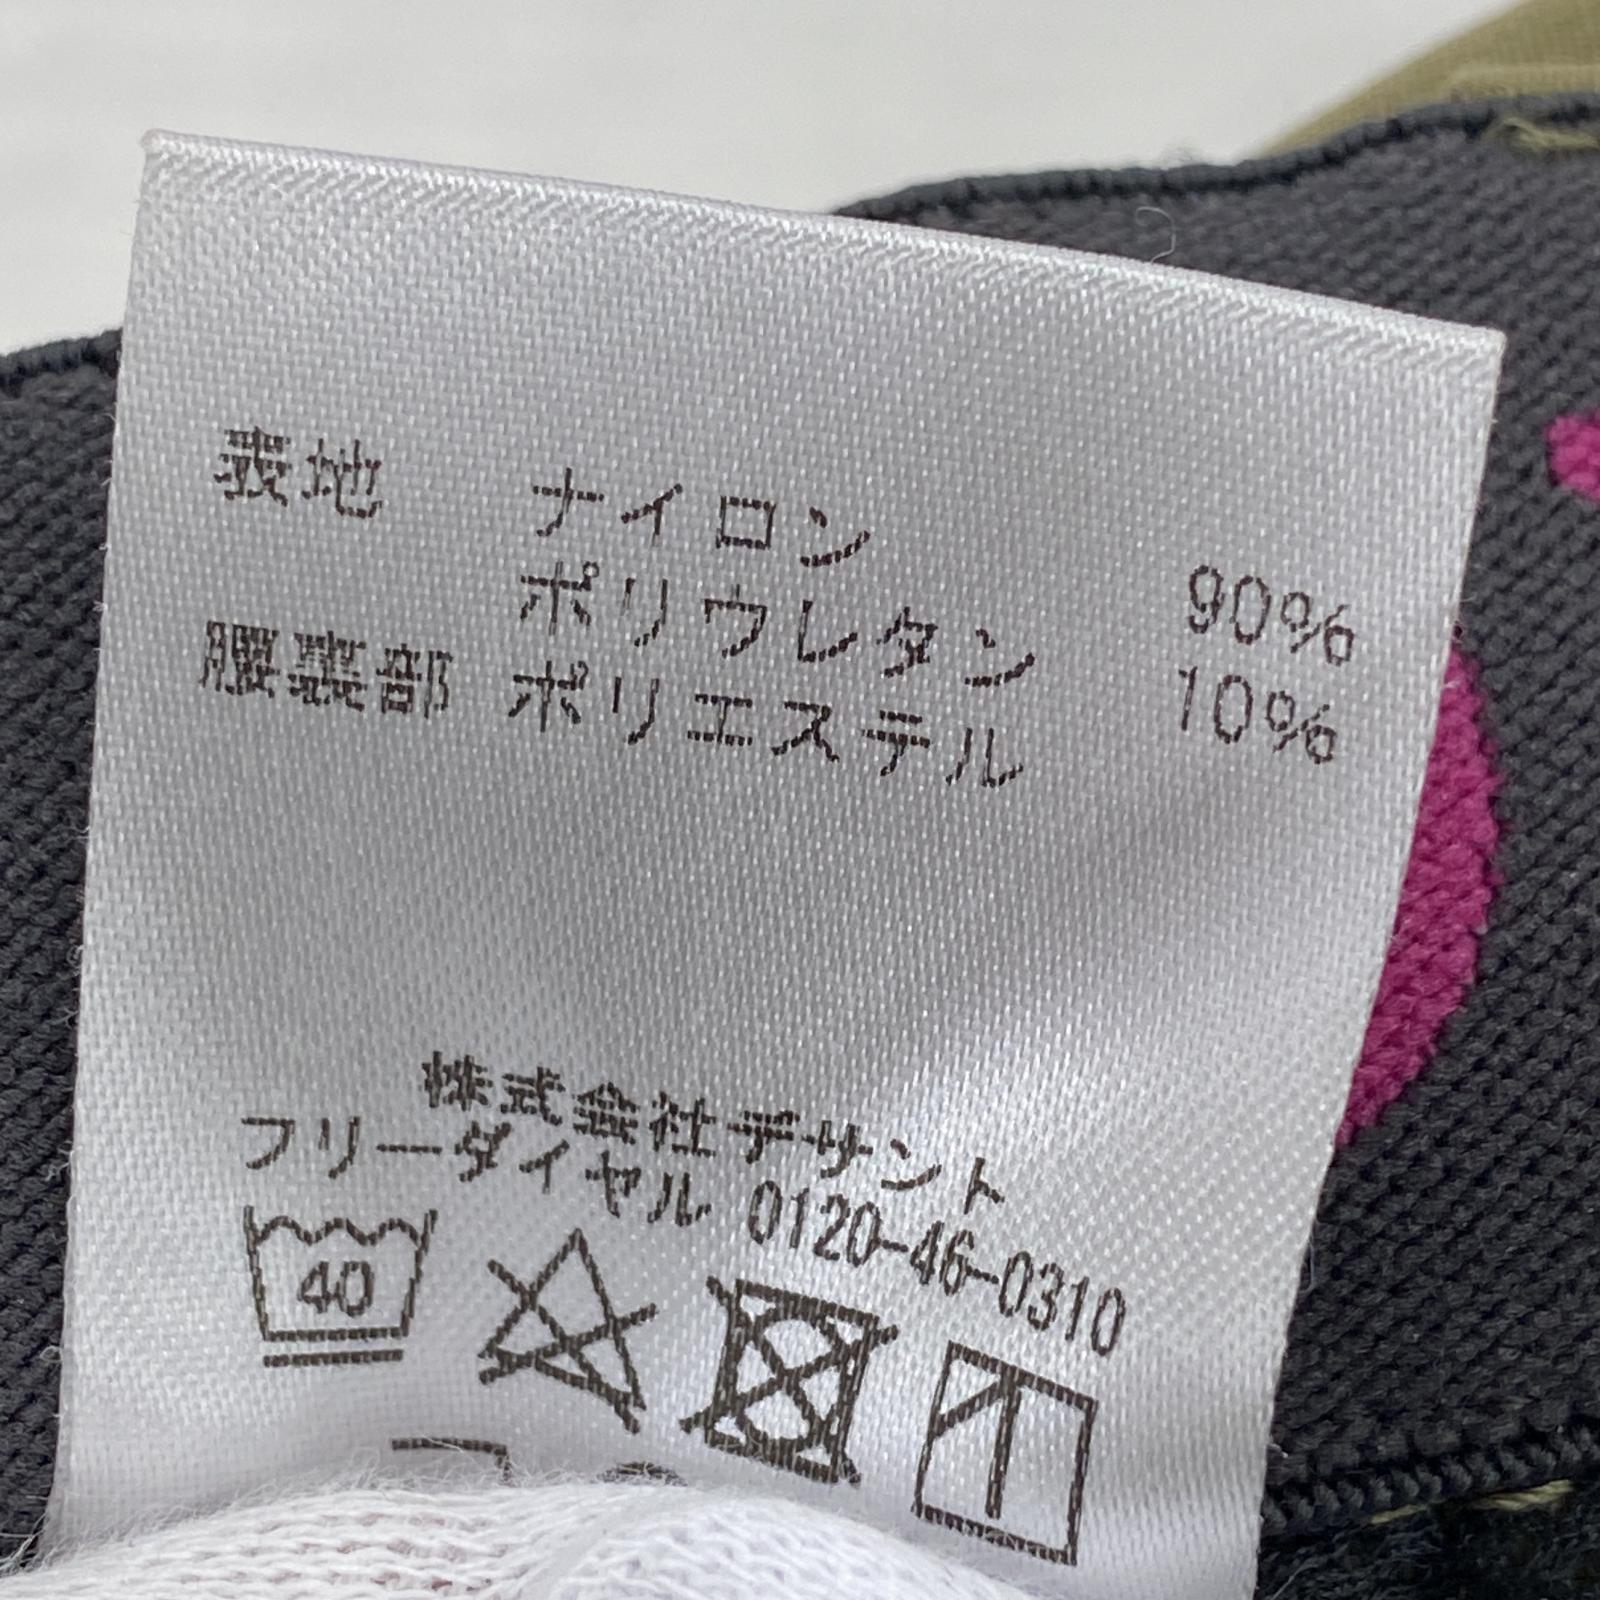 表地 ナイロン 90%
ポリウレタン 10%
腰裏部 ポリエステル
株式会社デサント
フリーダイヤル 0120-46-0310
40